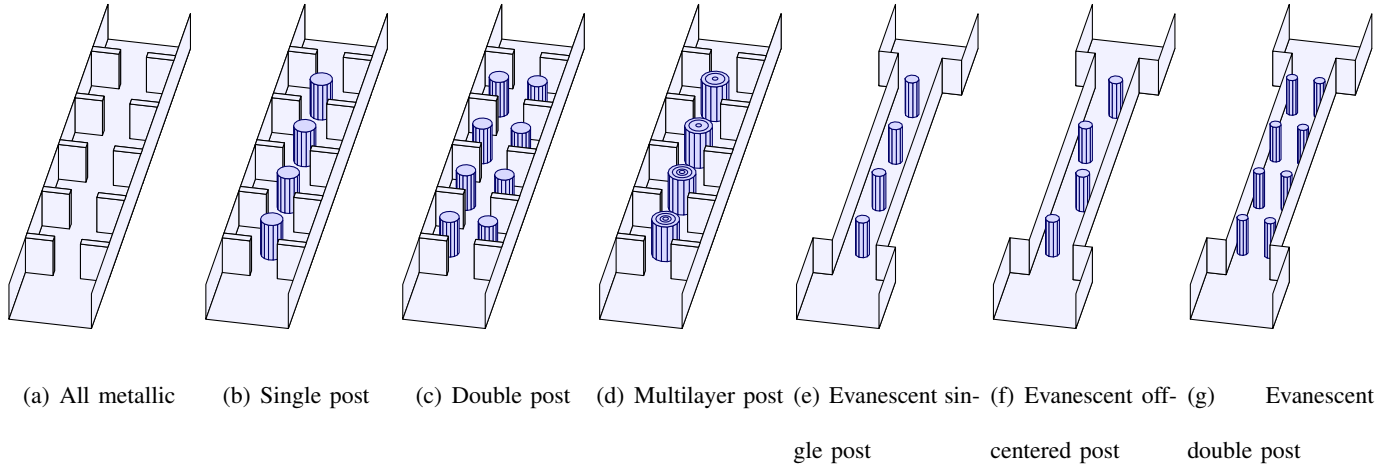 (a) All metallic (b) Single post (c) Double post (d) Multilayer post (e) Evanescent sin- (f) Evanescent off- (g) Evanescent
gle post centered post double post